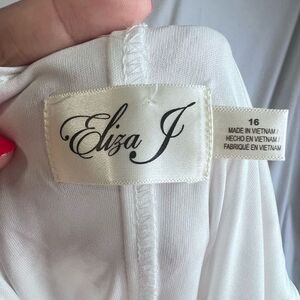 Eliza J
16
MADE IN VIETNAM /
HECHO EN VIETNAM /
FABRIQUÉ EN VIETNAM